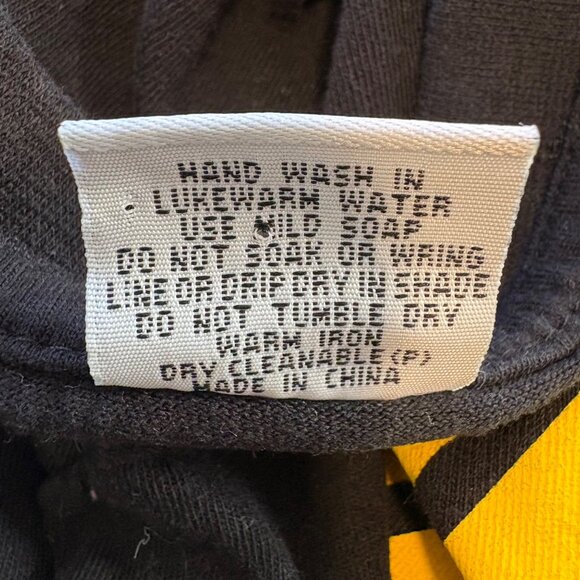 HAND WASH IN
LUKEWARM WATER
USE MILD SOAP
DO NOT SOAK OR WRING
LINE OR DRIP DRY IN SHADE
DO NOT TUMBLE DRY
WARM IRON
DRY CLEANABLE(P)
MADE IN CHINA